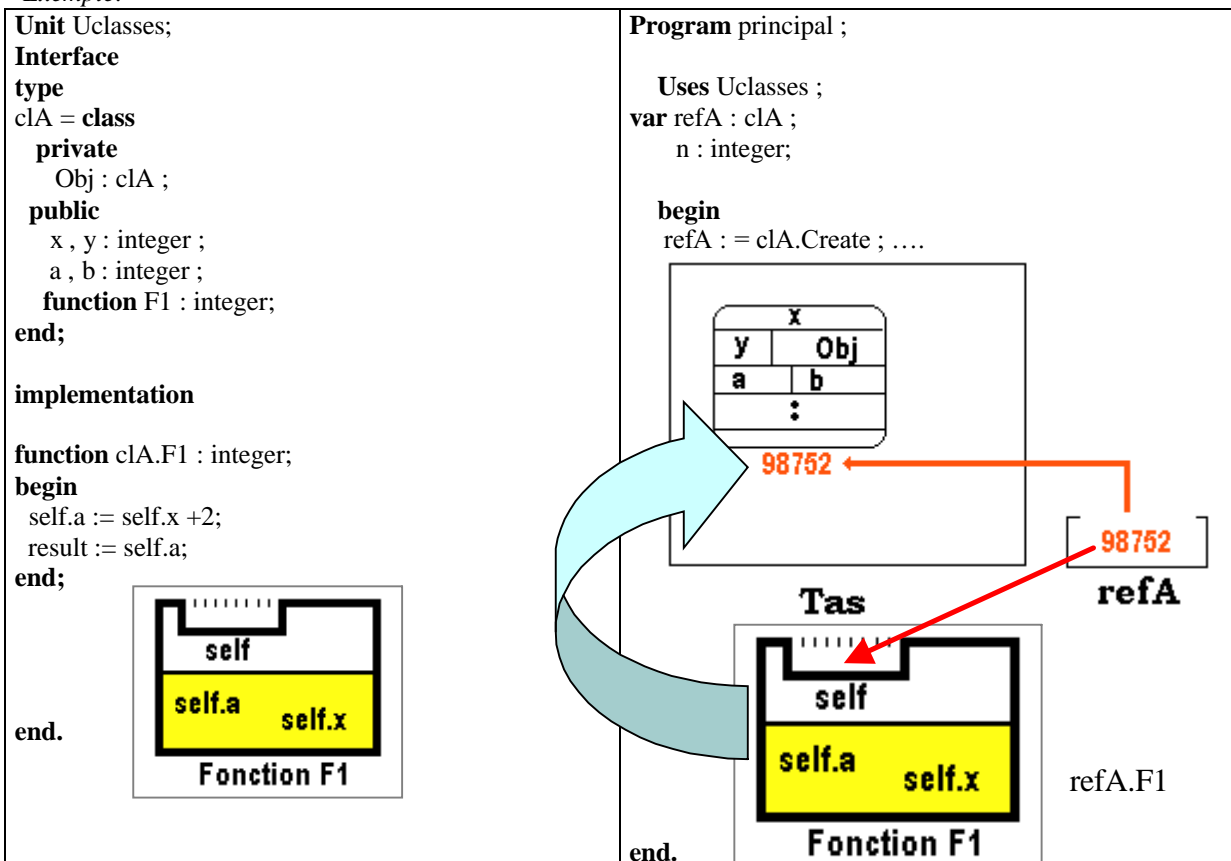 Exemple:
Unit Uclasses;
Interface
type
clA = class
private
Obj : clA ;
public
x , y : integer ;
a , b : integer ;
function F1 : integer;
end;
implementation
function clA.F1 : integer;
begin
self.a := self.x +2;
result := self.a;
end;
self
self.a
self.x
Fonction F1
end.
Program principal ;
Uses Uclasses ;
var refA : clA ;
n : integer;
begin
refA : = clA.Create ; ….
x
y Obj
a b
:
98752
98752
refA
Tas
self
self.a
self.x
refA.F1
Fonction F1
end.